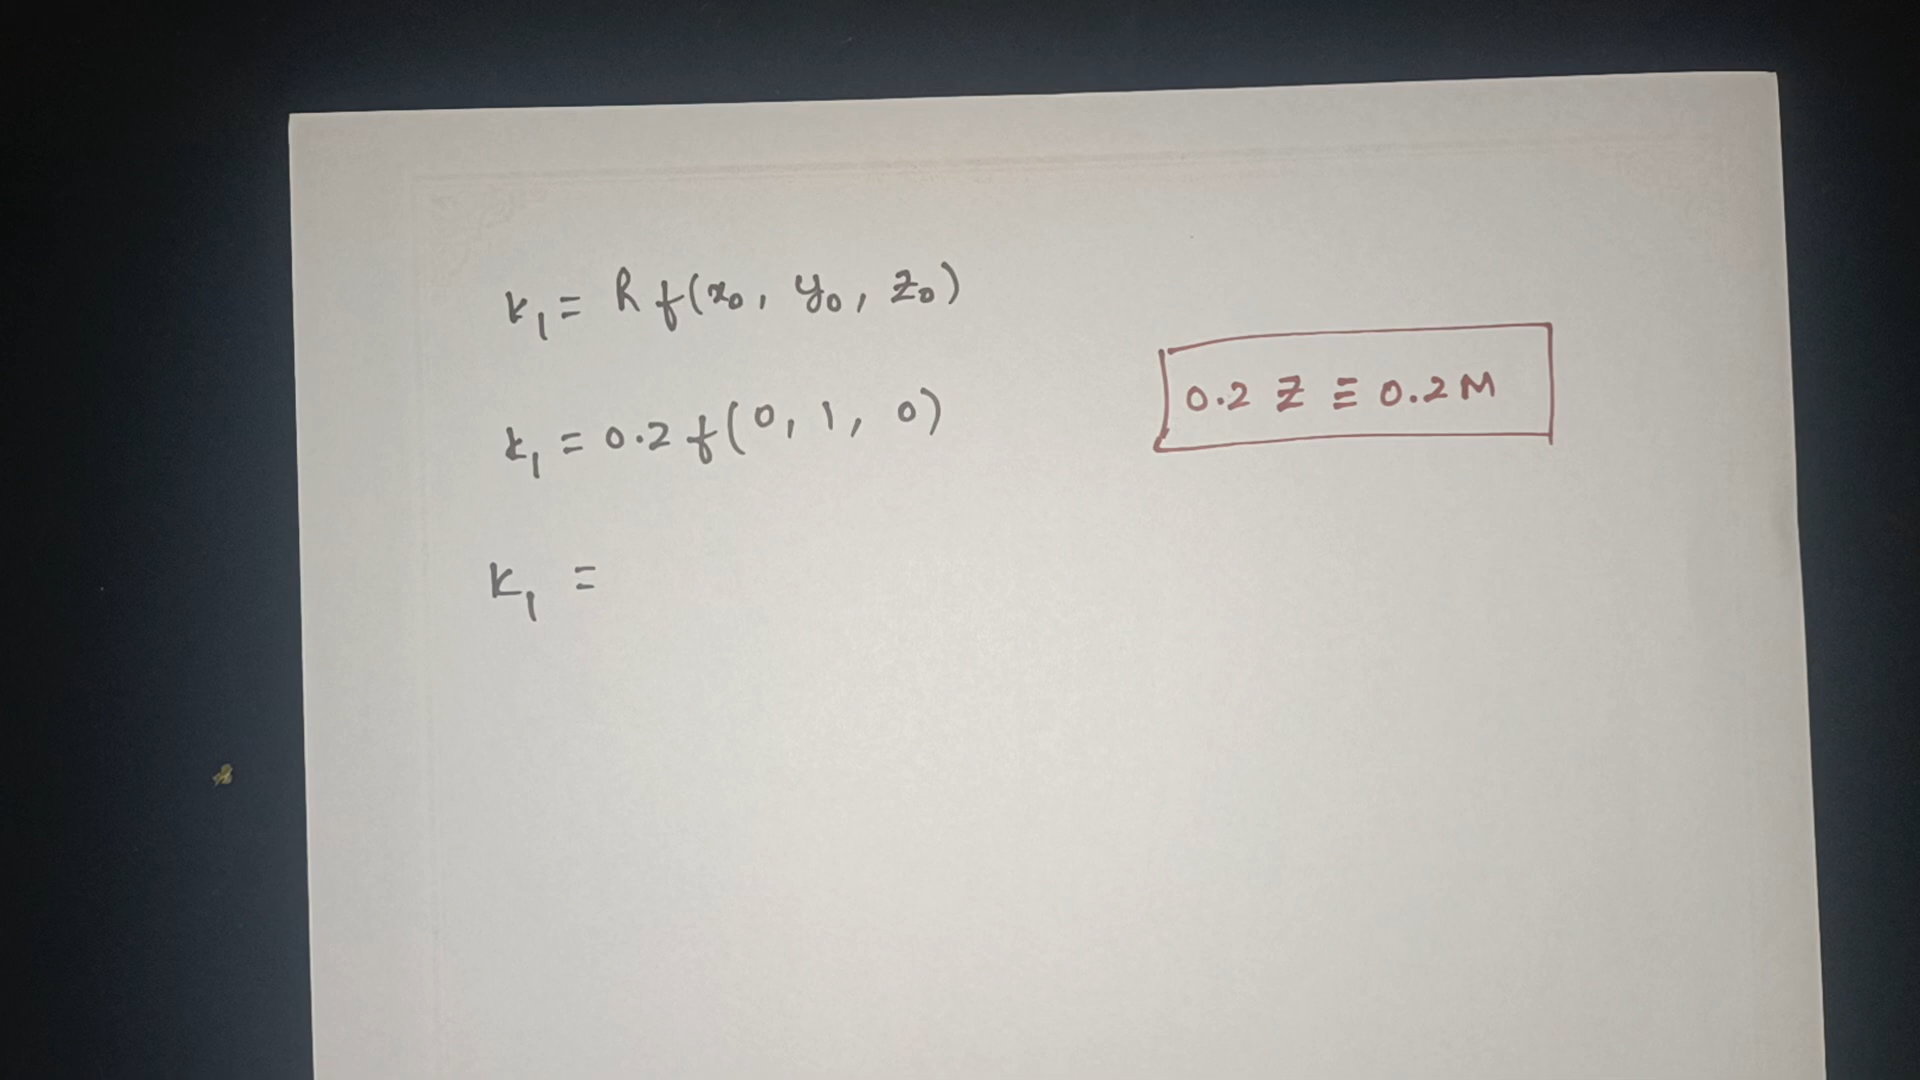 k₁ = h f(x₀, y₀, z₀)
0.2 Z ≡ 0.2 M
k₁ = 0.2 f(0, 1, 0)
k₁ =